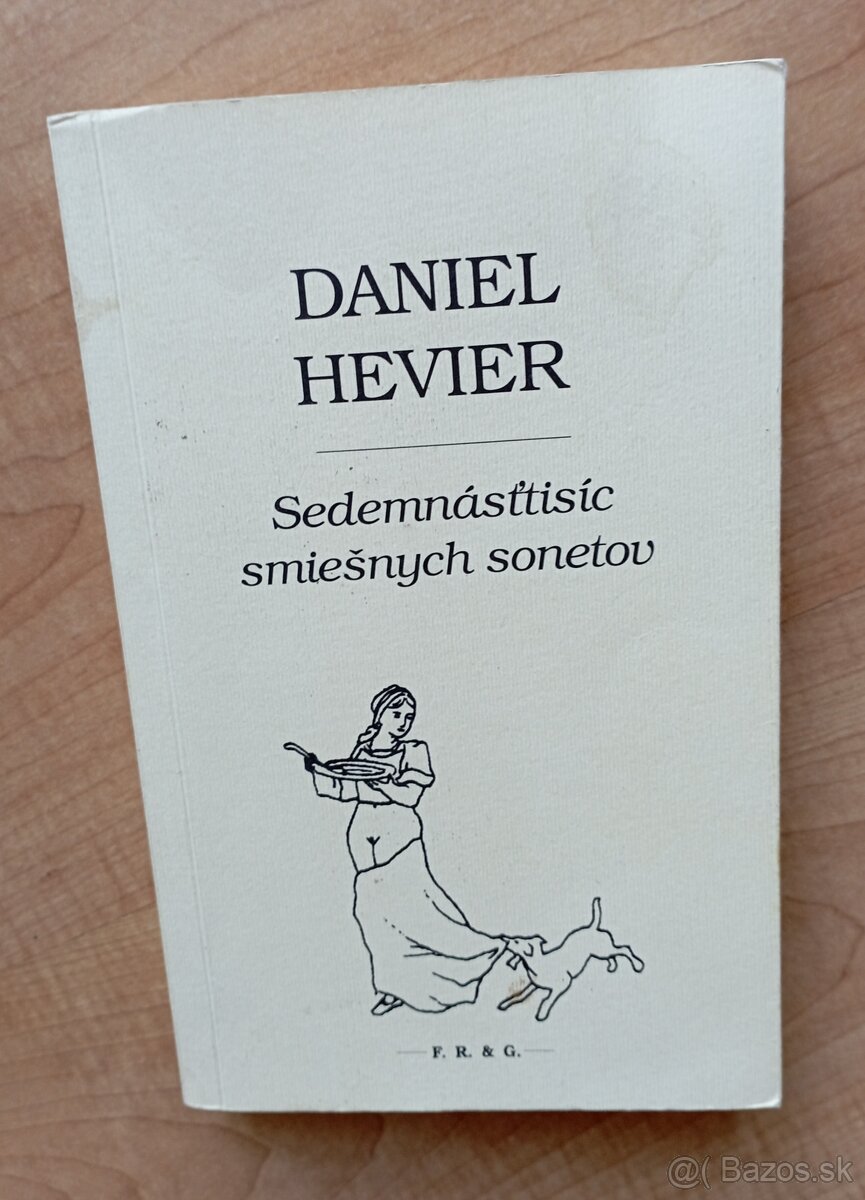 DANIEL
HEVIER
Sedemnásťtisíc
smiešnych sonetov
F. R. & G.
@( Bazos.sk